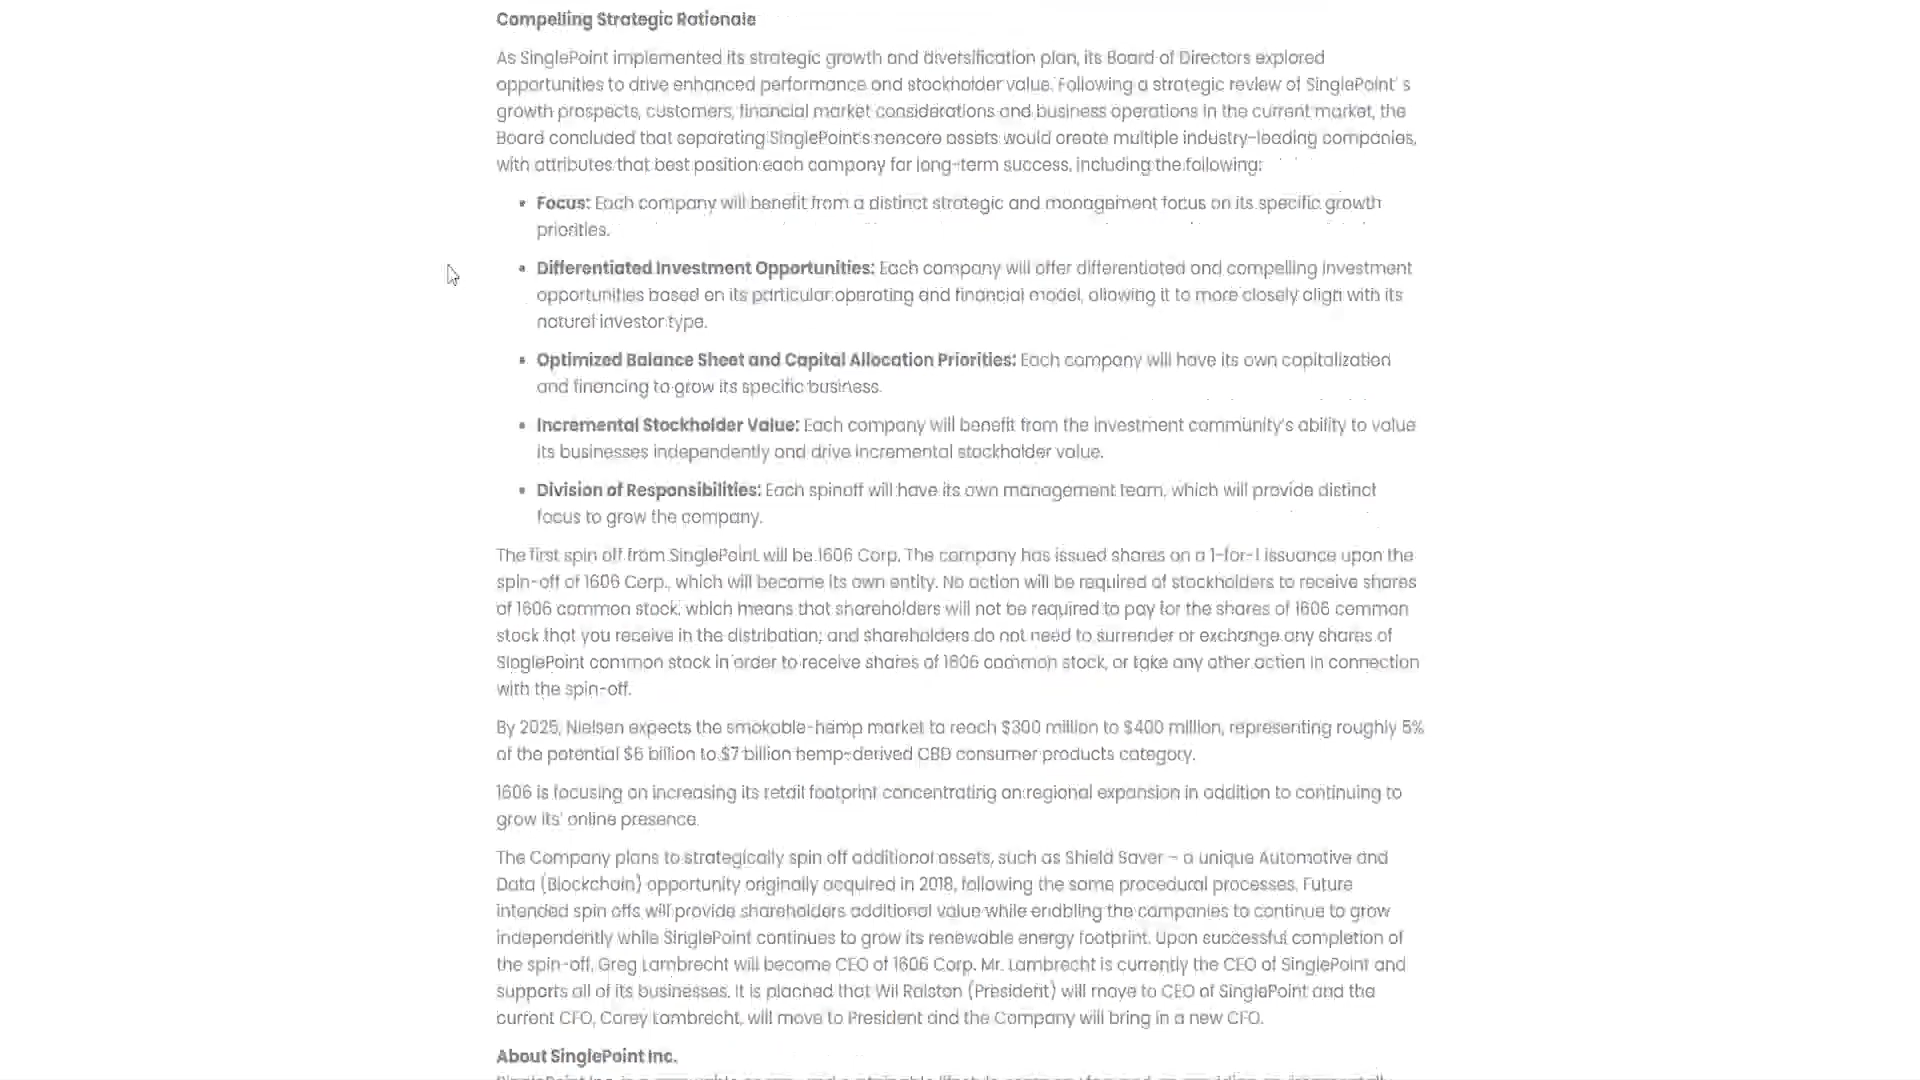 Compelling Strategic Rationale
As SinglePoint implemented its strategic growth and diversification plan, its Board of Directors explored
opportunities to drive enhanced performance and stockholder value. Following a strategic review of SinglePoint' s
growth prospects, customers, financial market considerations and business operations in the current market, the
Board concluded that separating SinglePoint's noncore assets would create multiple industry-leading companies,
with attributes that best position each company for long-term success, including the following:
• Focus: Each company will benefit from a distinct strategic and management focus on its specific growth
priorities.
• Differentiated Investment Opportunities: Each company will offer differentiated and compelling investment
opportunities based on its particular operating and financial model, allowing it to more closely align with its
natural investor type.
• Optimized Balance Sheet and Capital Allocation Priorities: Each company will have its own capitalization
and financing to grow its specific business.
• Incremental Stockholder Value: Each company will benefit from the investment community's ability to value
its businesses independently and drive incremental stockholder value.
• Division of Responsibilities: Each spinoff will have its own management team, which will provide distinct
focus to grow the company.
The first spin off from SinglePoint will be 1606 Corp. The company has issued shares on a 1-for-1 issuance upon the
spin-off of 1606 Corp., which will become its own entity. No action will be required of stockholders to receive shares
of 1606 common stock, which means that shareholders will not be required to pay for the shares of 1606 common
stock that you receive in the distribution; and shareholders do not need to surrender or exchange any shares of
SinglePoint common stock in order to receive shares of 1606 common stock, or take any other action in connection
with the spin-off.
By 2025, Nielsen expects the smokable-hemp market to reach $300 million to $400 million, representing roughly 5%
of the potential $6 billion to $7 billion hemp-derived CBD consumer products category.
1606 is focusing on increasing its retail footprint concentrating on regional expansion in addition to continuing to
grow its' online presence.
The Company plans to strategically spin off additional assets, such as Shield Saver – a unique Automotive and
Data (Blockchain) opportunity originally acquired in 2018, following the same procedural processes. Future
intended spin offs will provide shareholders additional value while enabling the companies to continue to grow
independently while SinglePoint continues to grow its renewable energy footprint. Upon successful completion of
the spin-off, Greg Lambrecht will become CEO of 1606 Corp. Mr. Lambrecht is currently the CEO of SinglePoint and
supports all of its businesses. It is planned that Wil Ralston (President) will move to CEO of SinglePoint and the
current CFO, Corey Lambrecht, will move to President and the Company will bring in a new CFO.
About SinglePoint Inc.